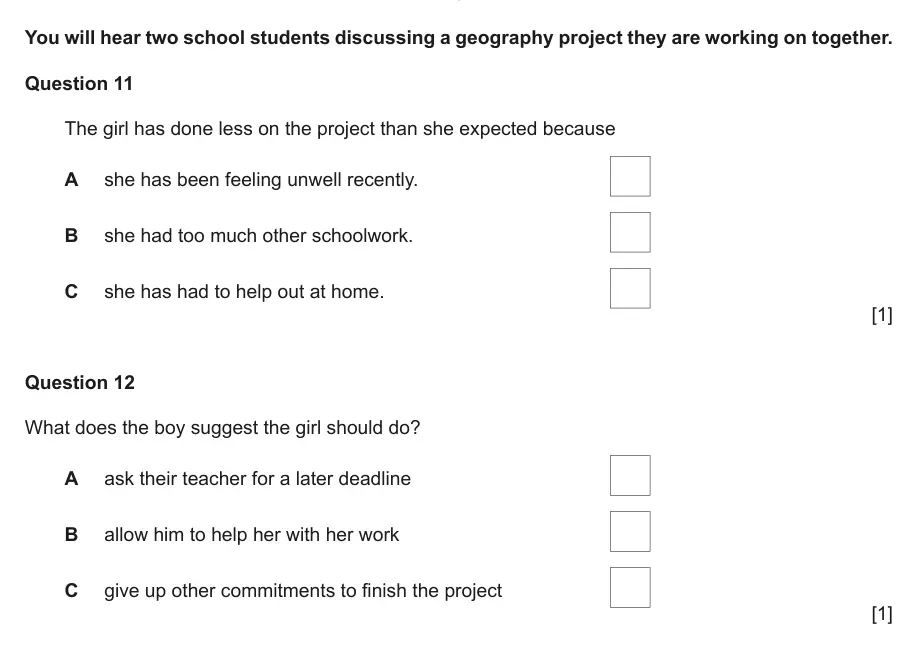 You will hear two school students discussing a geography project they are working on together.
Question 11
The girl has done less on the project than she expected because
A she has been feeling unwell recently.
B she had too much other schoolwork.
C she has had to help out at home.
[1]
Question 12
What does the boy suggest the girl should do?
A ask their teacher for a later deadline
B allow him to help her with her work
C give up other commitments to finish the project
[1]